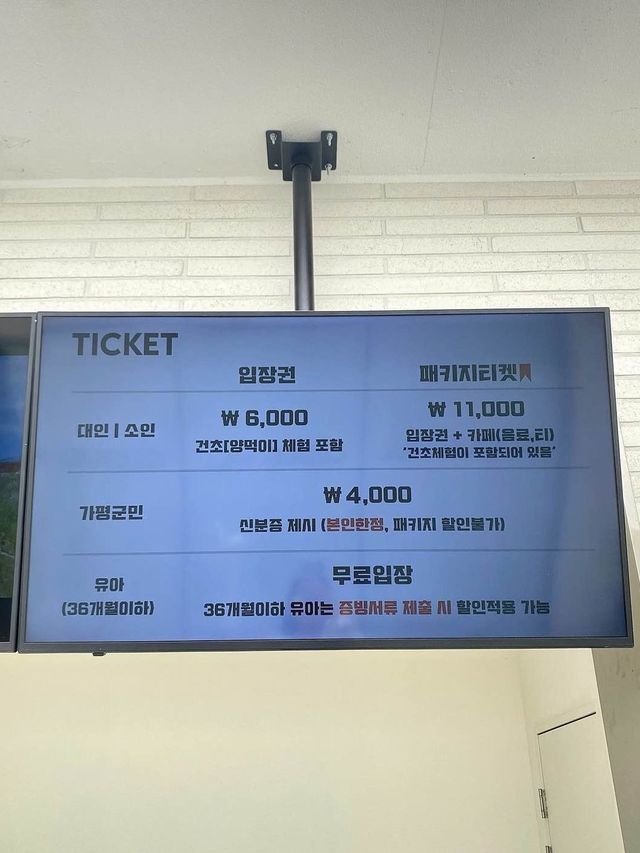 TICKET
입장권
패키지티켓
대인 | 소인
₩ 6,000
건초[양먹이] 체험 포함
₩ 11,000
입장권 + 카페(음료,티)
'건초체험이 포함되어 있음'
가평군민
₩ 4,000
신분증 제시 (본인한정, 패키지 할인불가)
유아
(36개월이하)
무료입장
36개월이하 유아는 증빙서류 제출 시 할인적용 가능